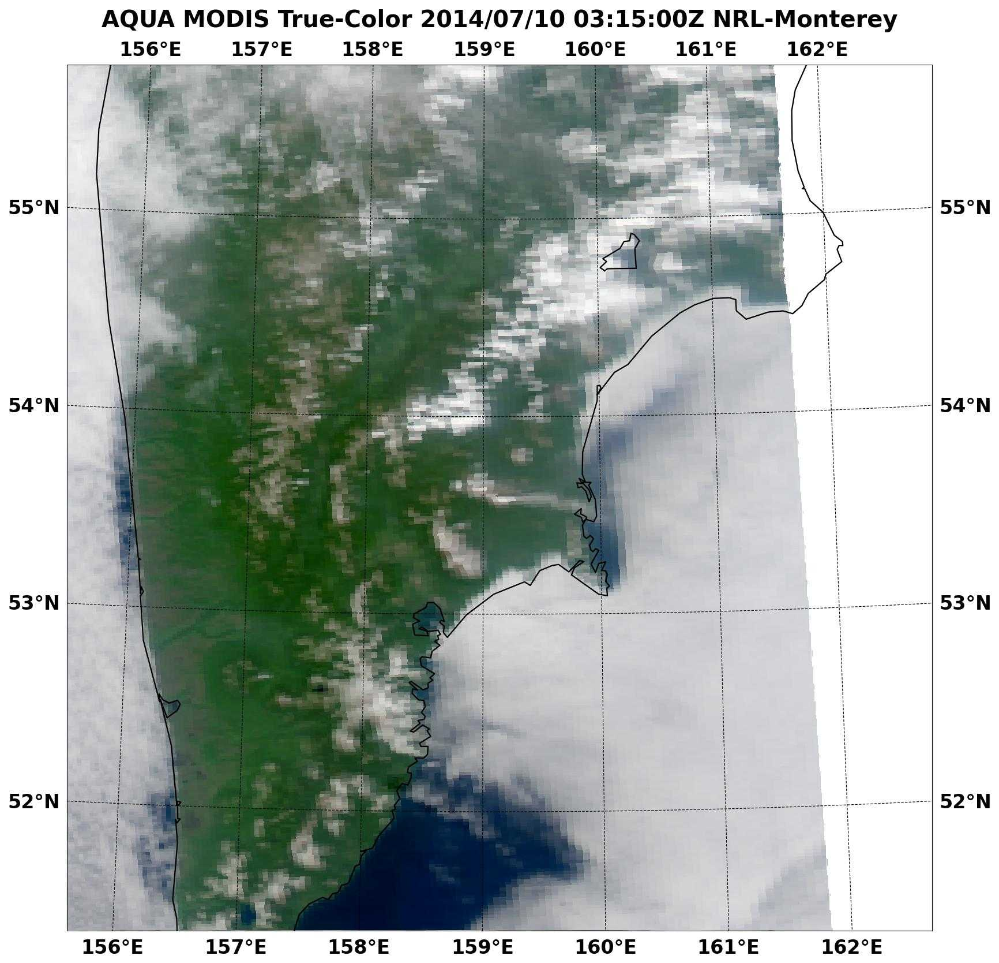 AQUA MODIS True-Color 2014/07/10 03:15:00Z NRL-Monterey
156°E 157°E 158°E 159°E 160°E 161°E 162°E
55°N 55°N
54°N 54°N
53°N 53°N
52°N 52°N
156°E 157°E 158°E 159°E 160°E 161°E 162°E